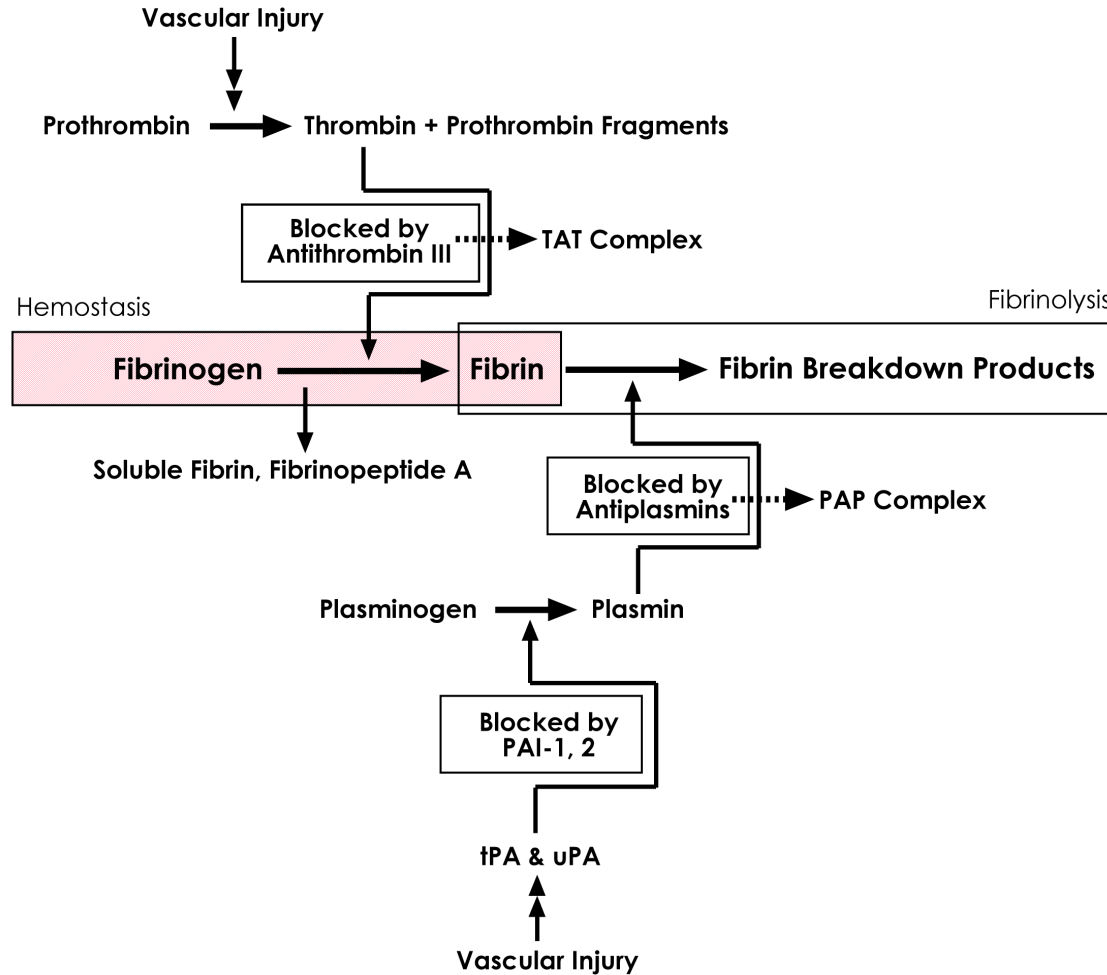 Vascular Injury
Prothrombin
Thrombin + Prothrombin Fragments
Blocked by
Antithrombin III
TAT Complex
Hemostasis
Fibrinolysis
Fibrinogen
Fibrin
Fibrin Breakdown Products
Soluble Fibrin, Fibrinopeptide A
Blocked by
Antiplasmins
PAP Complex
Plasminogen
Plasmin
Blocked by
PAI-1, 2
tPA & uPA
Vascular Injury